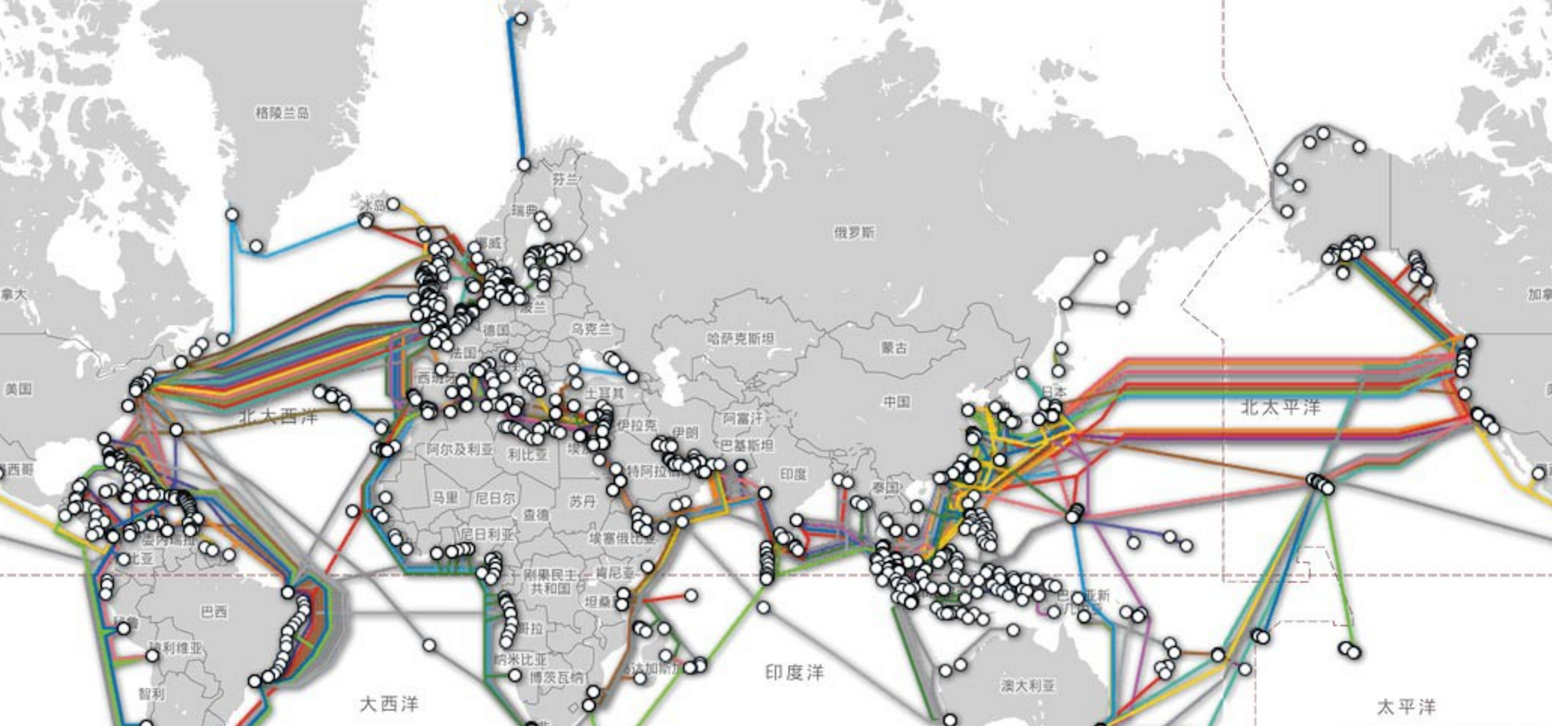 格陵兰岛
冰岛
芬兰
瑞典
挪威
俄罗斯
拿大
加拿
波兰
德国
乌克兰
哈萨克斯坦
蒙古
法国
美国
西班牙
土耳其
日本
中国
北大西洋
北太平洋
阿富汗
伊拉克
伊朗
巴基斯坦
阿尔及利亚
利比亚
埃及
西哥
特阿拉
印度
泰国
马里
尼日尔
苏丹
乍得
委内瑞拉
尼日利亚
埃塞俄比亚
比亚
刚果民主
共和国
肯尼亚
坦桑
巴布亚新
几内亚
巴西
秘鲁
哥拉
玻利维亚
纳米比亚
博茨瓦纳
马达加斯加
印度洋
澳大利亚
智利
大西洋
太平洋